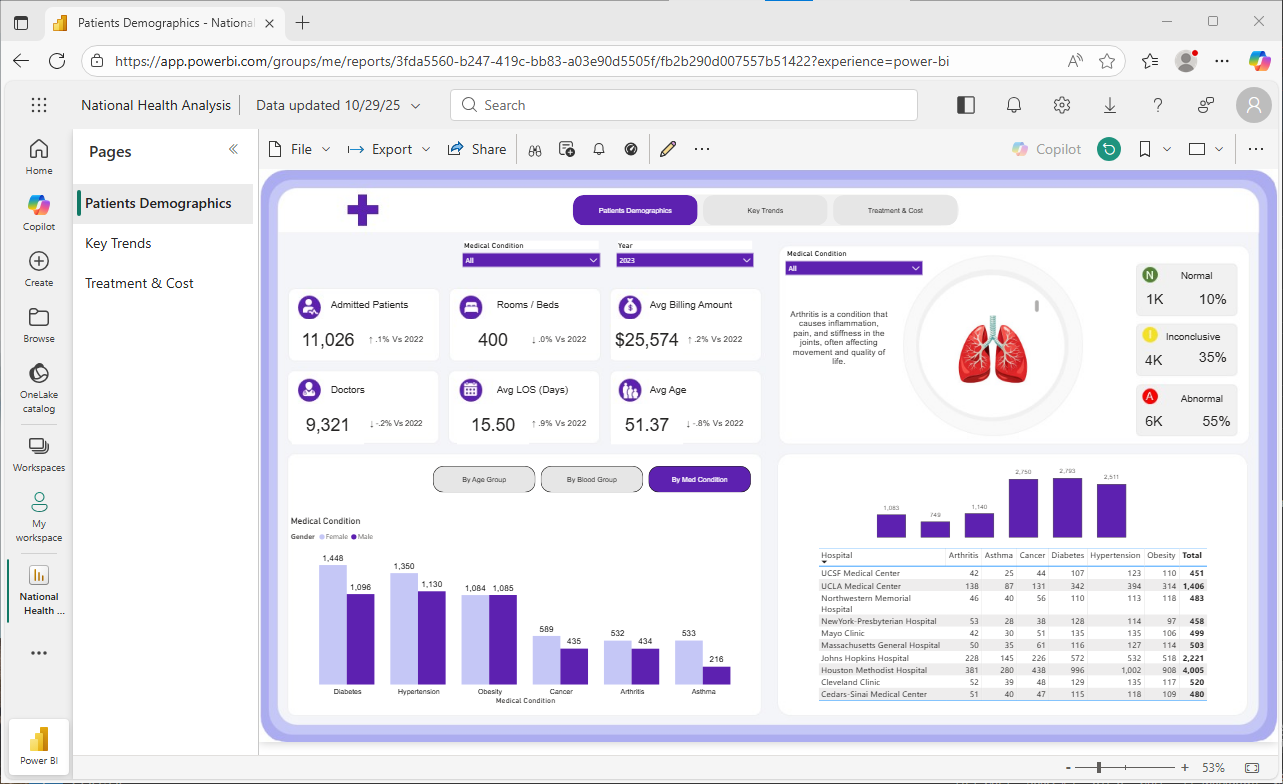 Patients Demographics - National
https://app.powerbi.com/groups/me/reports/3fda5560-b247-419c-bb83-a03e90d5505f/fb2b290d007557b51422?experience=power-bi
National Health Analysis
Data updated 10/29/25
Search
Home
Copilot
Create
Browse
OneLake
catalog
Workspaces
My
workspace
National
Health ...
Power BI
Pages
Patients Demographics
Key Trends
Treatment & Cost
File
Export
Share
Copilot
Patients Demographics
Key Trends
Treatment & Cost
Medical Condition
All
Year
2023
Admitted Patients
11,026 ↑ .1% Vs 2022
Rooms / Beds
400 ↓ .0% Vs 2022
Avg Billing Amount
$25,574 ↑ .2% Vs 2022
Doctors
9,321 ↓ -.2% Vs 2022
Avg LOS (Days)
15.50 ↑ .9% Vs 2022
Avg Age
51.37 ↓ -.8% Vs 2022
Medical Condition
All
Arthritis is a condition that
causes inflammation,
pain, and stiffness in the
joints, often affecting
movement and quality of
life.
N Normal
1K 10%
I Inconclusive
4K 35%
A Abnormal
6K 55%
By Age Group
By Blood Group
By Med Condition
Medical Condition
Gender Female Male
1,448 1,096
1,350 1,130
1,084 1,085
589 435
532 434
533 216
Diabetes Hypertension Obesity Cancer Arthritis Asthma
Medical Condition
1,083 749 1,140 2,750 2,793 2,511
Hospital Arthritis Asthma Cancer Diabetes Hypertension Obesity Total
UCSF Medical Center 42 25 44 107 123 110 451
UCLA Medical Center 138 87 131 342 394 314 1,406
Northwestern Memorial 46 40 56 110 113 118 483
Hospital
NewYork-Presbyterian Hospital 53 28 38 128 114 97 458
Mayo Clinic 42 30 51 135 135 106 499
Massachusetts General Hospital 50 35 61 116 127 114 503
Johns Hopkins Hospital 228 145 226 572 532 518 2,221
Houston Methodist Hospital 381 280 438 996 1,002 908 4,005
Cleveland Clinic 52 39 48 129 135 117 520
Cedars-Sinai Medical Center 51 40 47 115 118 109 480
- + 53%